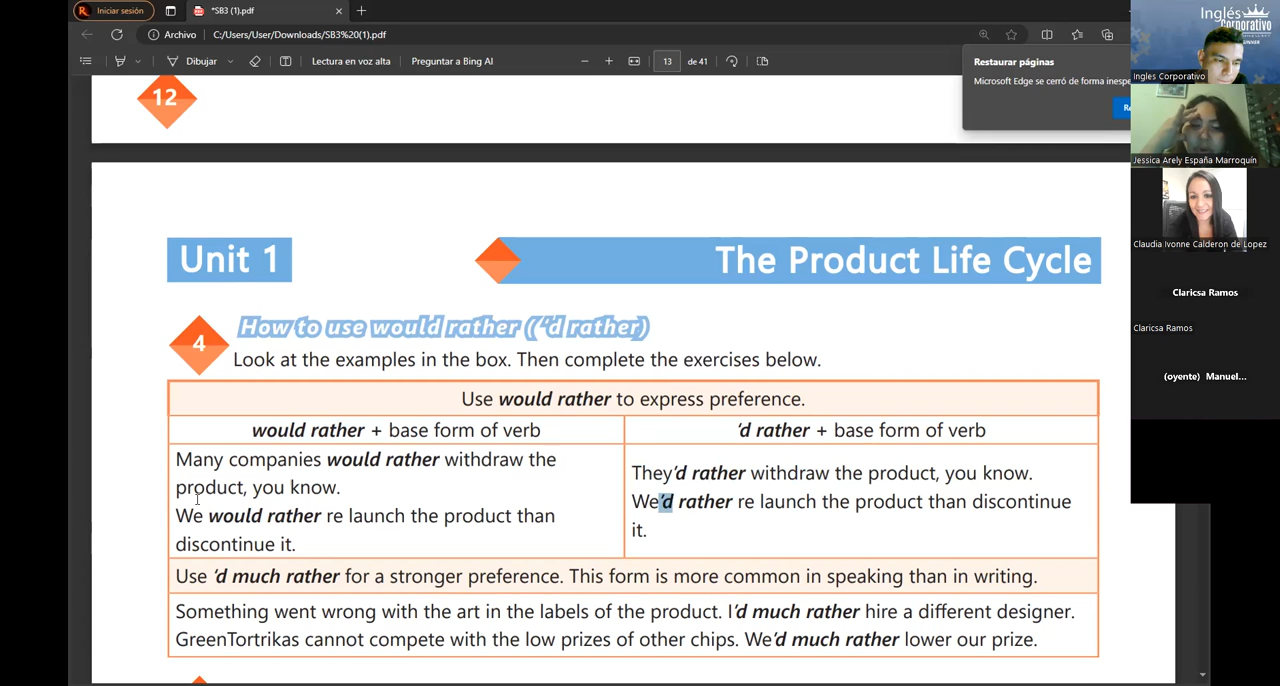 Iniciar sesión
*SB3 (1).pdf
Archivo
C:/Users/User/Downloads/SB3%20(1).pdf
Dibujar
Lectura en voz alta
Preguntar a Bing AI
13
de 41
Restaurar páginas
Microsoft Edge se cerró de forma inespe
12
Unit 1
The Product Life Cycle
4
How to use would rather (('d rather)
Look at the examples in the box. Then complete the exercises below.
Use would rather to express preference.
would rather + base form of verb
'd rather + base form of verb
Many companies would rather withdraw the
product, you know.
We would rather re launch the product than
discontinue it.
They'd rather withdraw the product, you know.
We'd rather re launch the product than discontinue
it.
Use 'd much rather for a stronger preference. This form is more common in speaking than in writing.
Something went wrong with the art in the labels of the product. I'd much rather hire a different designer.
GreenTortrikas cannot compete with the low prizes of other chips. We'd much rather lower our prize.
Inglés
Corporativo
Ingles Corporativo
Jessica Arely España Marroquín
Claudia Ivonne Calderon de Lopez
Claricsa Ramos
Claricsa Ramos
(oyente) Manuel...